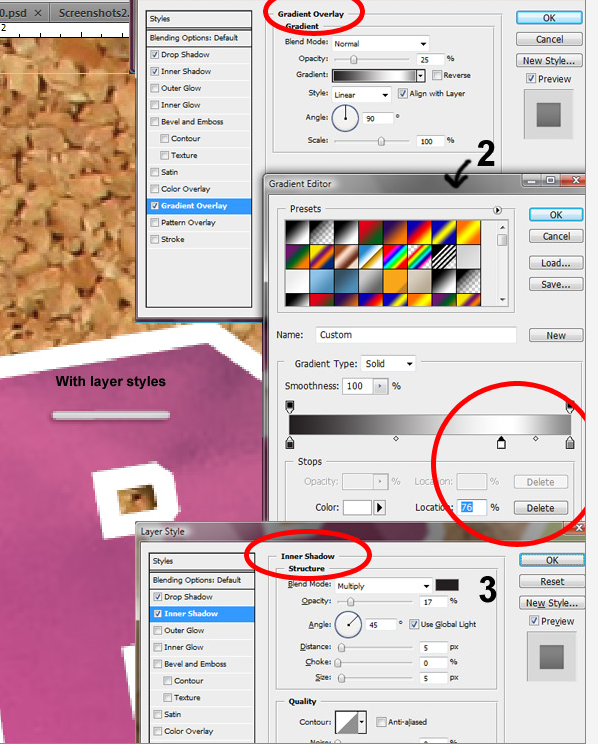 0.psd × Screenshots2.
2
Styles
Blending Options: Default
Drop Shadow
Inner Shadow
Outer Glow
Inner Glow
Bevel and Emboss
Contour
Texture
Satin
Color Overlay
Gradient Overlay
Pattern Overlay
Stroke
Gradient Overlay
Gradient
Blend Mode: Normal
Opacity: 25 %
Gradient: Reverse
Style: Linear Align with Layer
Angle: 90 °
Scale: 100 %
OK
Cancel
New Style...
Preview
2
Gradient Editor
Presets
OK
Cancel
Load...
Save...
Name: Custom New
Gradient Type: Solid
Smoothness: 100 %
Stops
Opacity: % Location: % Delete
Color: Location: 76 % Delete
With layer styles
Layer Style
Styles
Blending Options: Default
Drop Shadow
Inner Shadow
Outer Glow
Inner Glow
Bevel and Emboss
Contour
Texture
Satin
Color Overlay
Inner Shadow
Structure
Blend Mode: Multiply
Opacity: 17 %
Angle: 45 ° Use Global Light
Distance: 5 px
Choke: 0 %
Size: 5 px
Quality
Contour: Anti-aliased
Noise: 0 %
3
OK
Reset
New Style...
Preview